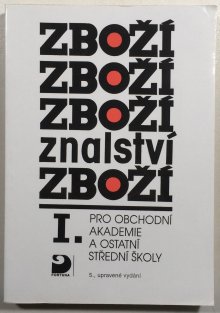 ZBOŽÍ
ZBOŽÍ
ZBOŽÍ
znalství
ZBOŽÍ
I. PRO OBCHODNÍ
AKADEMIE
A OSTATNÍ
STŘEDNÍ ŠKOLY
FORTUNA
5., upravené vydání